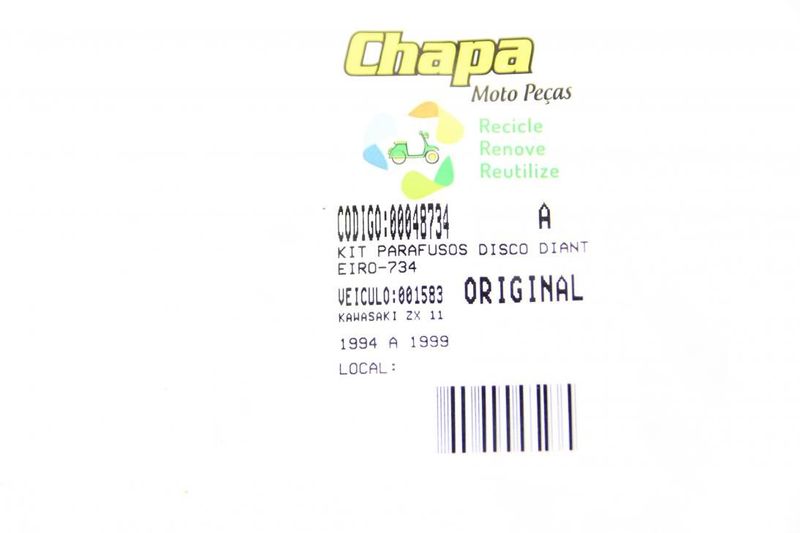 Chapa
Moto Peças
Recicle
Renove
Reutilize
CODIGO:00048734 A
KIT PARAFUSOS DISCO DIANT
EIRO-734
VEICULO:001583 ORIGINAL
KAWASAKI ZX 11
1994 A 1999
LOCAL: